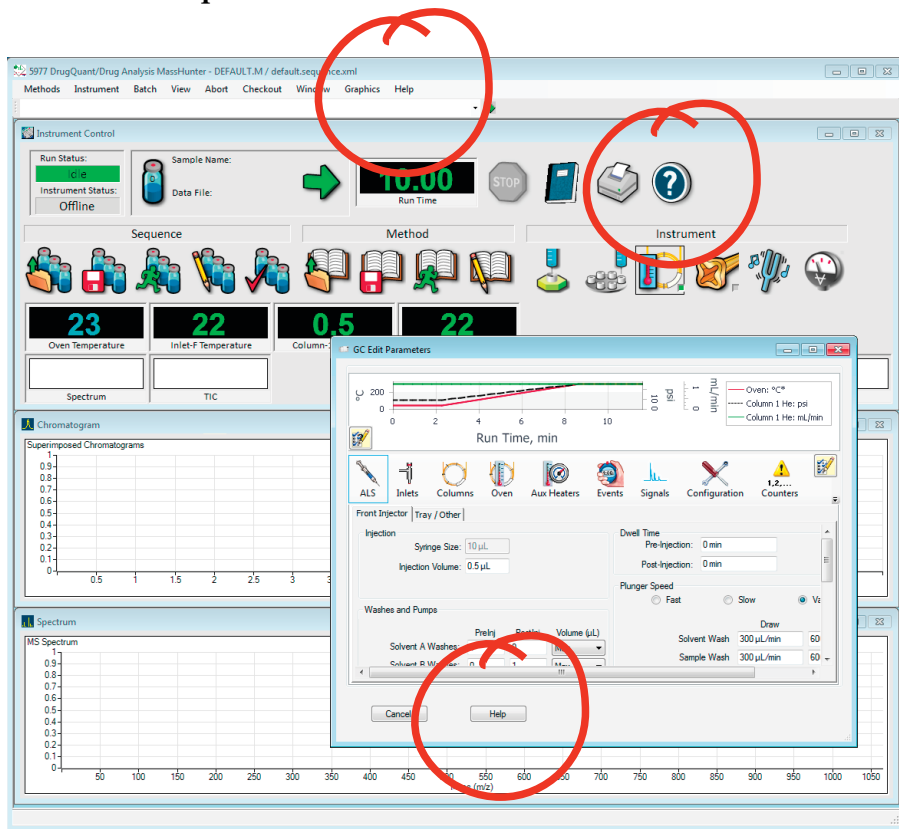 5977 DrugQuant/Drug Analysis MassHunter - DEFAULT.M / default.sequence.xml
Methods Instrument Batch View Abort Checkout Window Graphics Help
Instrument Control
Run Status:
Idle
Instrument Status:
Offline
Sample Name:
Data File:
10.00
Run Time
STOP
?
Sequence Method Instrument
23 22 0.5 22
Oven Temperature Inlet-F Temperature Column-
Spectrum TIC
GC Edit Parameters
°C 200 0
0 2 4 6 8 10
Run Time, min
10 0 psi
1 0 mL/min
Oven: °C*
Column 1 He: psi
Column 1 He: mL/min
ALS Inlets Columns Oven Aux Heaters Events Signals Configuration 1,2,... Counters
Front Injector Tray / Other
Injection
Syringe Size: 10 µL
Injection Volume: 0.5 µL
Dwell Time
Pre-Injection: 0 min
Post-Injection: 0 min
Plunger Speed
Fast Slow
Washes and Pumps
PreInj Volume (µL)
Solvent A Washes:
Solvent B Washes: 0 1
Draw
Solvent Wash 300 µL/min 60
Sample Wash 300 µL/min 60
Cancel Help
Chromatogram
Superimposed Chromatograms
1
0.9
0.8
0.7
0.6
0.5
0.4
0.3
0.2
0.1
0
0.5 1 1.5 2 2.5 3
Spectrum
MS Spectrum
1
0.9
0.8
0.7
0.6
0.5
0.4
0.3
0.2
0.1
0
50 100 150 200 250 300 350 400 450 550 600 650 700 750 800 850 900 950 1000 1050
(m/z)